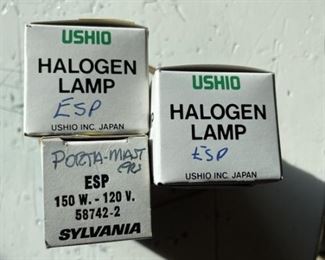 USHIO
HALOGEN
LAMP
ESP
USHIO INC. JAPAN
USHIO
HALOGEN
LAMP
ESP
USHIO INC. JAPAN
PORTA-MAST
ESP
150 W. - 120 V.
58742-2
SYLVANIA